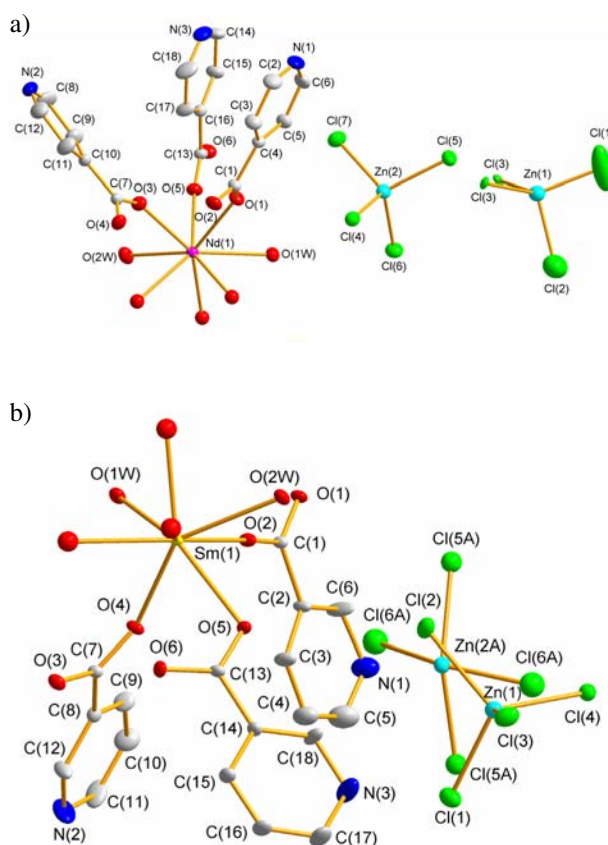 a)
N(3) C(14)
C(18)
N(1)
C(15)
C(2)
C(6)
N(2)
C(8)
C(9)
C(12)
C(11)
C(10)
C(17)
C(16)
C(3)
C(5)
C(4)
C(13)
O(6)
C(7)
O(3)
O(5)
C(1)
O(2)
O(1)
O(4)
O(2W)
Nd(1)
O(1W)
Cl(7)
Cl(5)
Zn(2)
Cl(4)
Cl(6)
Cl(3)
Cl(3)
Zn(1)
Cl(2)
b)
O(1W)
O(2W)
O(1)
O(2)
Sm(1)
C(1)
Cl(5A)
O(4)
O(5)
C(2)
C(6)
Cl(6A)
Cl(2)
Zn(2A)
C(7)
O(6)
O(3)
C(9)
C(13)
C(3)
N(1)
Zn(1)
Cl(6A)
Cl(4)
C(8)
C(4)
C(5)
Cl(3)
C(12)
C(10)
C(14)
C(18)
Cl(5A)
C(11)
C(15)
N(3)
Cl(1)
N(2)
C(16)
C(17)